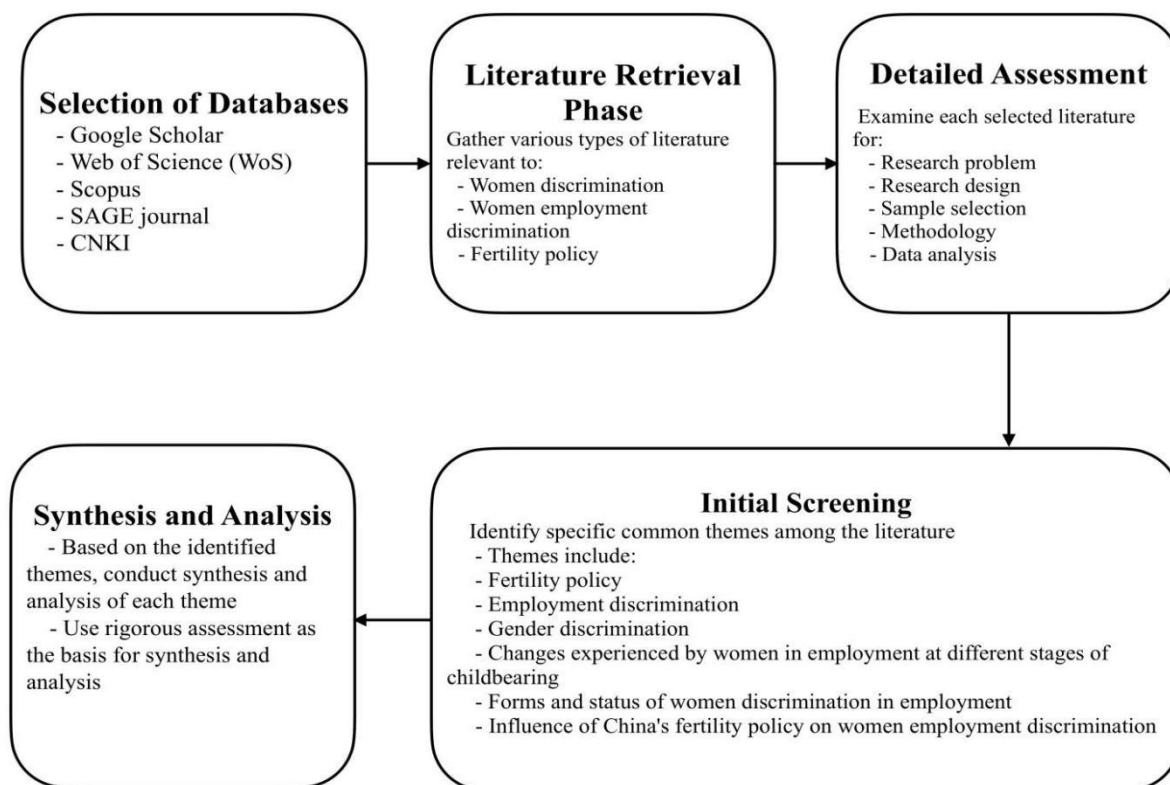 Selection of Databases
- Google Scholar
- Web of Science (WoS)
- Scopus
- SAGE journal
- CNKI
Literature Retrieval
Phase
Gather various types of literature
relevant to:
- Women discrimination
- Women employment
discrimination
- Fertility policy
Detailed Assessment
Examine each selected literature
for:
- Research problem
- Research design
- Sample selection
- Methodology
- Data analysis
Initial Screening
Identify specific common themes among the literature
- Themes include:
- Fertility policy
- Employment discrimination
- Gender discrimination
- Changes experienced by women in employment at different stages of
childbearing
- Forms and status of women discrimination in employment
- Influence of China's fertility policy on women employment discrimination
Synthesis and Analysis
- Based on the identified
themes, conduct synthesis and
analysis of each theme
- Use rigorous assessment as
the basis for synthesis and
analysis